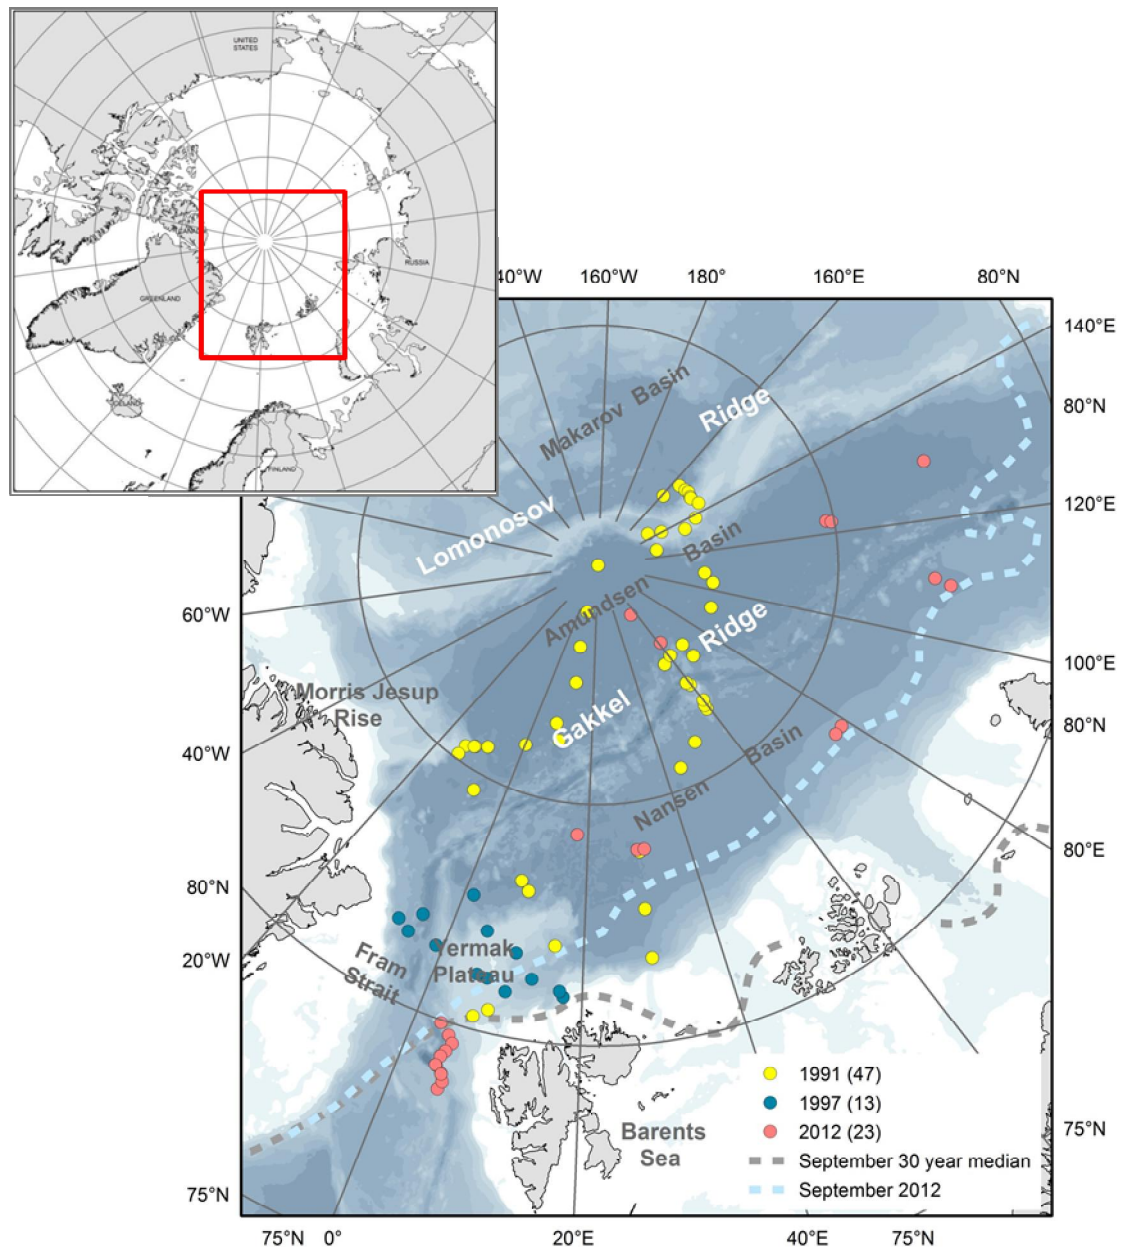 UNITED
STATES
RUSSIA
GREENLAND
FINLAND
40°W
160°W
180°
160°E
80°N
140°E
80°N
120°E
100°E
80°N
80°E
75°N
60°W
40°W
80°N
20°W
75°N
75°N
0°
20°E
40°E
75°N
Makarov Basin
Ridge
Lomonosov
Basin
Amundsen
Ridge
Gakkel
Basin
Nansen
Morris Jesup
Rise
Yermak
Plateau
Fram
Strait
Barents
Sea
1991 (47)
1997 (13)
2012 (23)
September 30 year median
September 2012